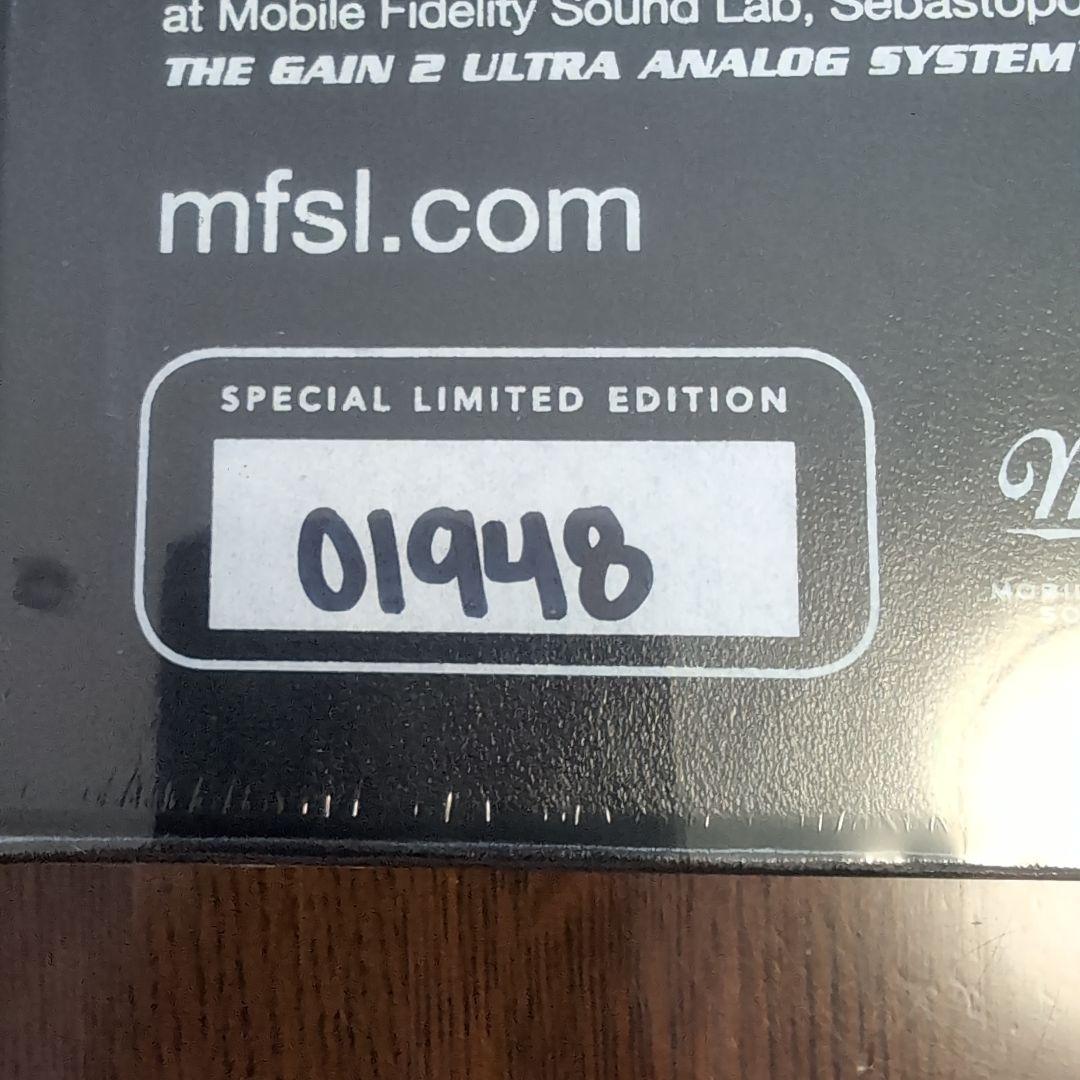 at Mobile Fidelity Sound Lab,
THE GAIN 2 ULTRA ANALOG SYSTEM
mfsl.com
SPECIAL LIMITED EDITION
01948